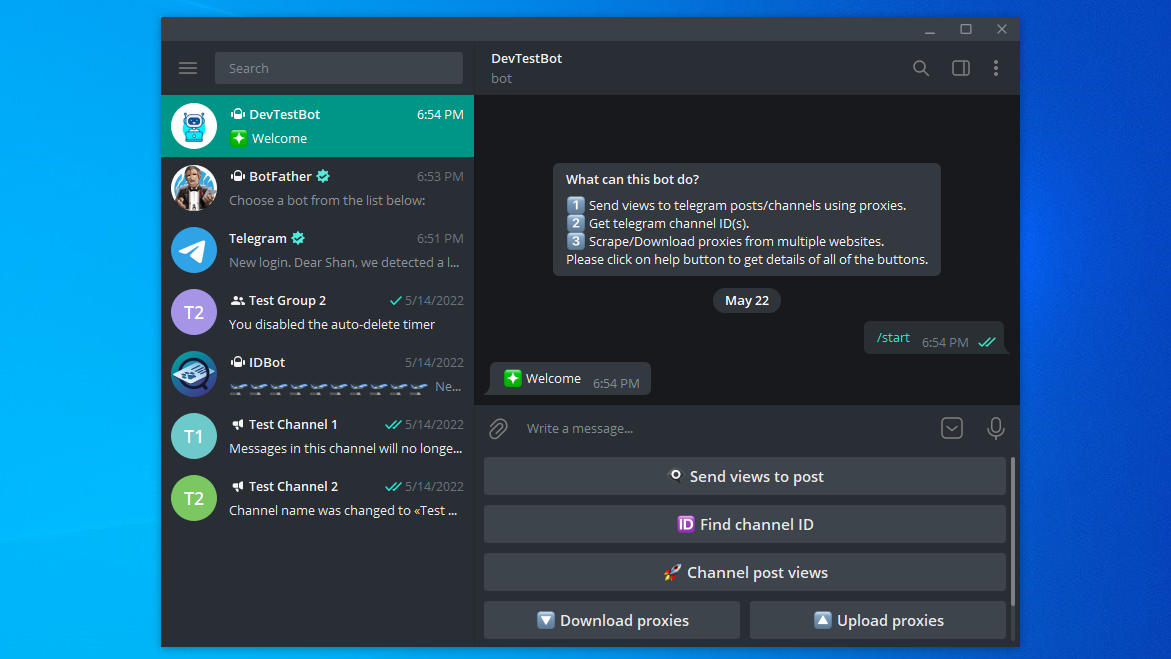 Search
DevTestBot 6:54 PM
Welcome
BotFather 6:53 PM
Choose a bot from the list below:
Telegram 6:51 PM
New login. Dear Shan, we detected a l...
T2
Test Group 2 5/14/2022
You disabled the auto-delete timer
IDBot 5/14/2022
Ne...
T1
Test Channel 1 5/14/2022
Messages in this channel will no longe...
T2
Test Channel 2 5/14/2022
Channel name was changed to «Test ...
DevTestBot
bot
What can this bot do?
1 Send views to telegram posts/channels using proxies.
2 Get telegram channel ID(s).
3 Scrape/Download proxies from multiple websites.
Please click on help button to get details of all of the buttons.
May 22
/start 6:54 PM
Welcome 6:54 PM
Write a message...
Send views to post
ID Find channel ID
Channel post views
Download proxies
Upload proxies